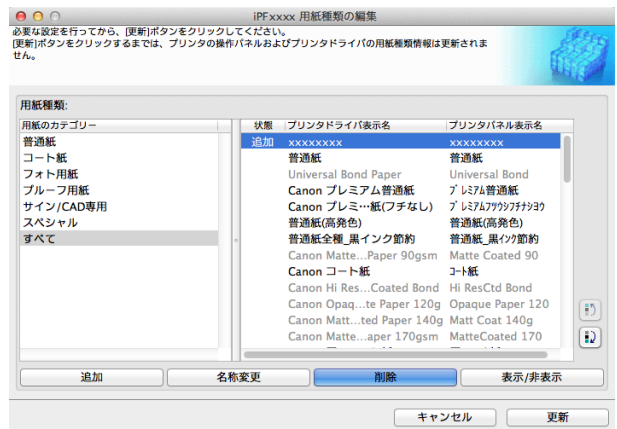 iPFxxxx 用紙種類の編集
必要な設定を行ってから、[更新]ボタンをクリックしてください。
[更新]ボタンをクリックするまでは、プリンタの操作パネルおよびプリンタドライバの用紙種類情報は更新されま
せん。
用紙種類:
用紙のカテゴリー
普通紙
コート紙
フォト用紙
プルーフ用紙
サイン/CAD専用
スペシャル
すべて
状態 プリンタドライバ表示名 プリンタパネル表示名
追加 xxxxxxxx xxxxxxxx
普通紙 普通紙
Universal Bond Paper Universal Bond
Canon プレミアム普通紙 ﾌﾟﾚﾐｱﾑ普通紙
Canon プレミ…紙(フチなし) ﾌﾟﾚﾐｱﾑﾌﾂｳｼﾌﾁﾅｼﾖｳ
普通紙(高発色) 普通紙(高発色)
普通紙全種_黒インク節約 普通紙_黒ｲﾝｸ節約
Canon Matte…Paper 90gsm Matte Coated 90
Canon コート紙 ｺｰﾄ紙
Canon Hi Res…Coated Bond Hi ResCtd Bond
Canon Opaq…te Paper 120g Opaque Paper 120
Canon Matt…ted Paper 140g Matt Coat 140g
Canon Matte…aper 170gsm MatteCoated 170
追加 名称変更 削除 表示/非表示
キャンセル 更新